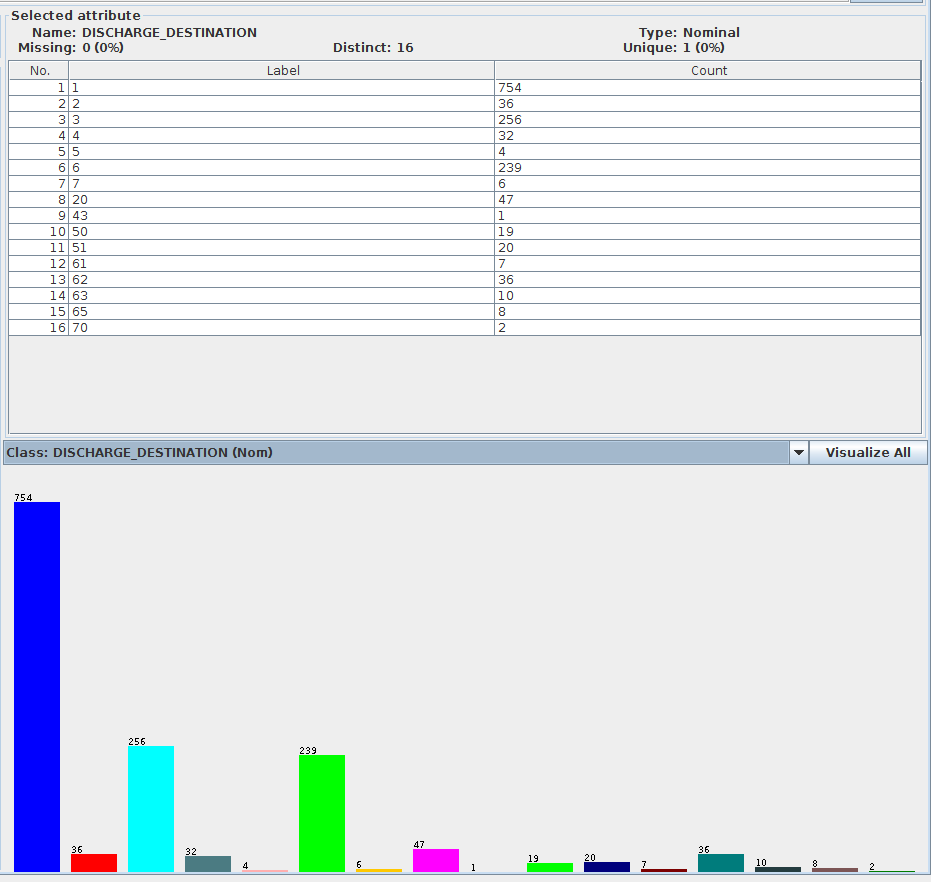 Selected attribute
Name: DISCHARGE_DESTINATION Type: Nominal
Missing: 0 (0%) Distinct: 16 Unique: 1 (0%)
No. Label Count
1 1 754
2 2 36
3 3 256
4 4 32
5 5 4
6 6 239
7 7 6
8 20 47
9 43 1
10 50 19
11 51 20
12 61 7
13 62 36
14 63 10
15 65 8
16 70 2
Class: DISCHARGE_DESTINATION (Nom) Visualize All
754
36
256
32
4
239
6
47
1
19
20
7
36
10
8
2